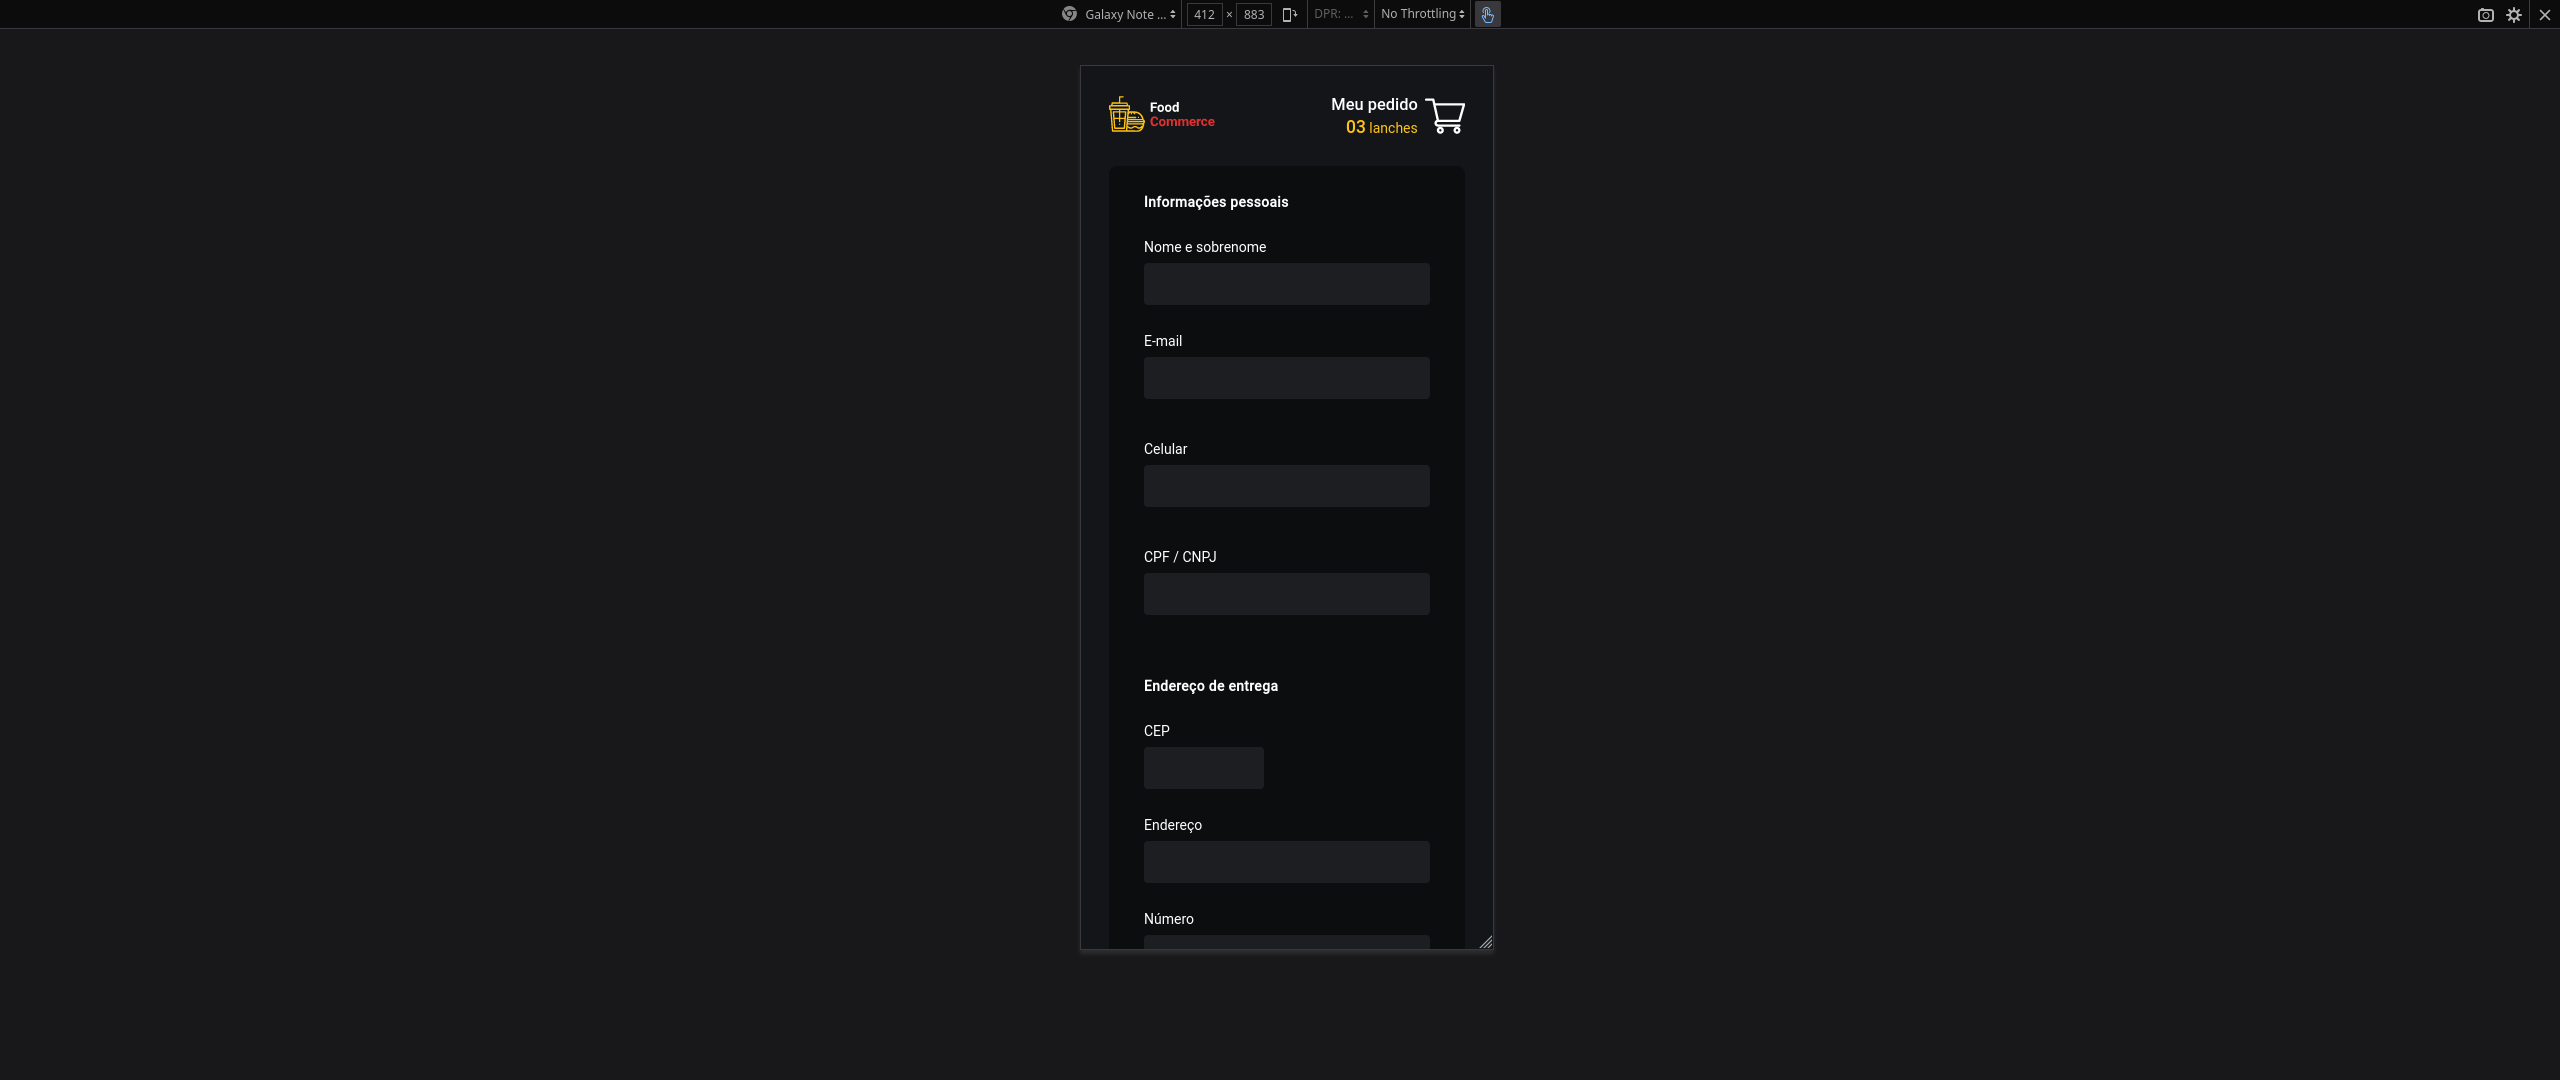 Galaxy Note ... 412 × 883 DPR: ... No Throttling
Food
Commerce
Meu pedido
03 lanches
Informações pessoais
Nome e sobrenome
E-mail
Celular
CPF / CNPJ
Endereço de entrega
CEP
Endereço
Número